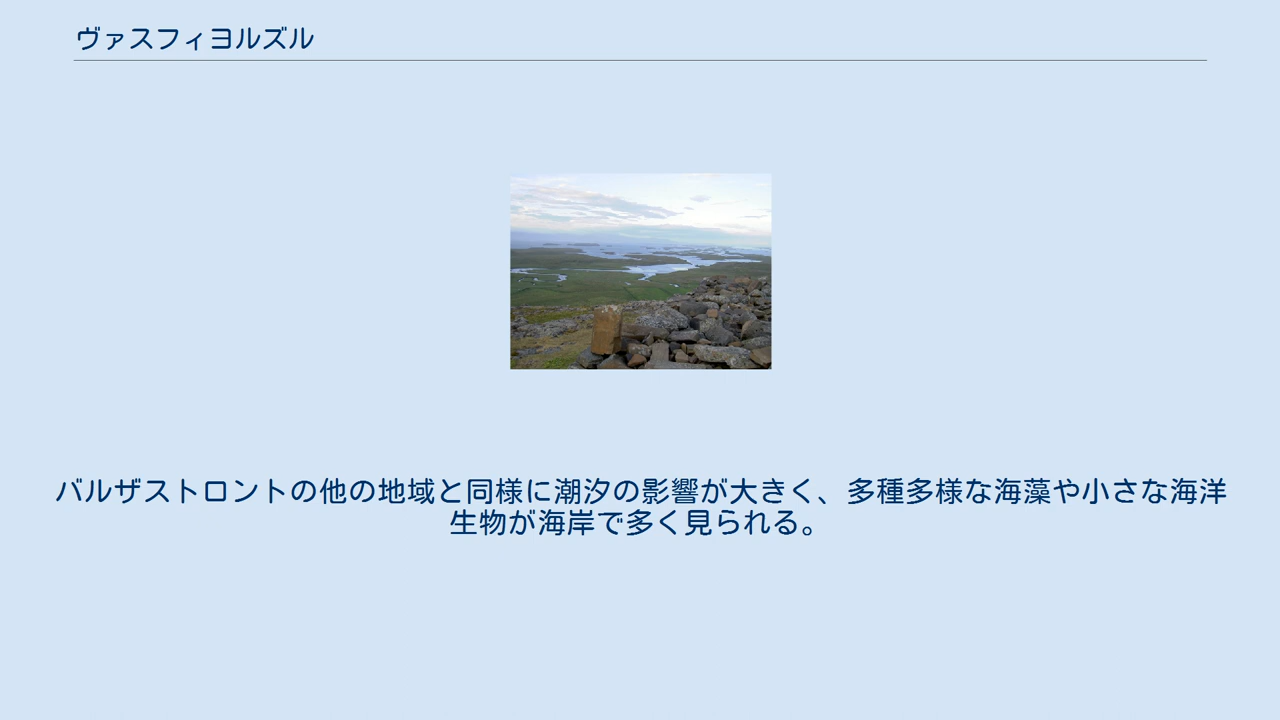 ヴァスフィヨルズル
バルザストロントの他の地域と同様に潮汐の影響が大きく、多種多様な海藻や小さな海洋
生物が海岸で多く見られる。